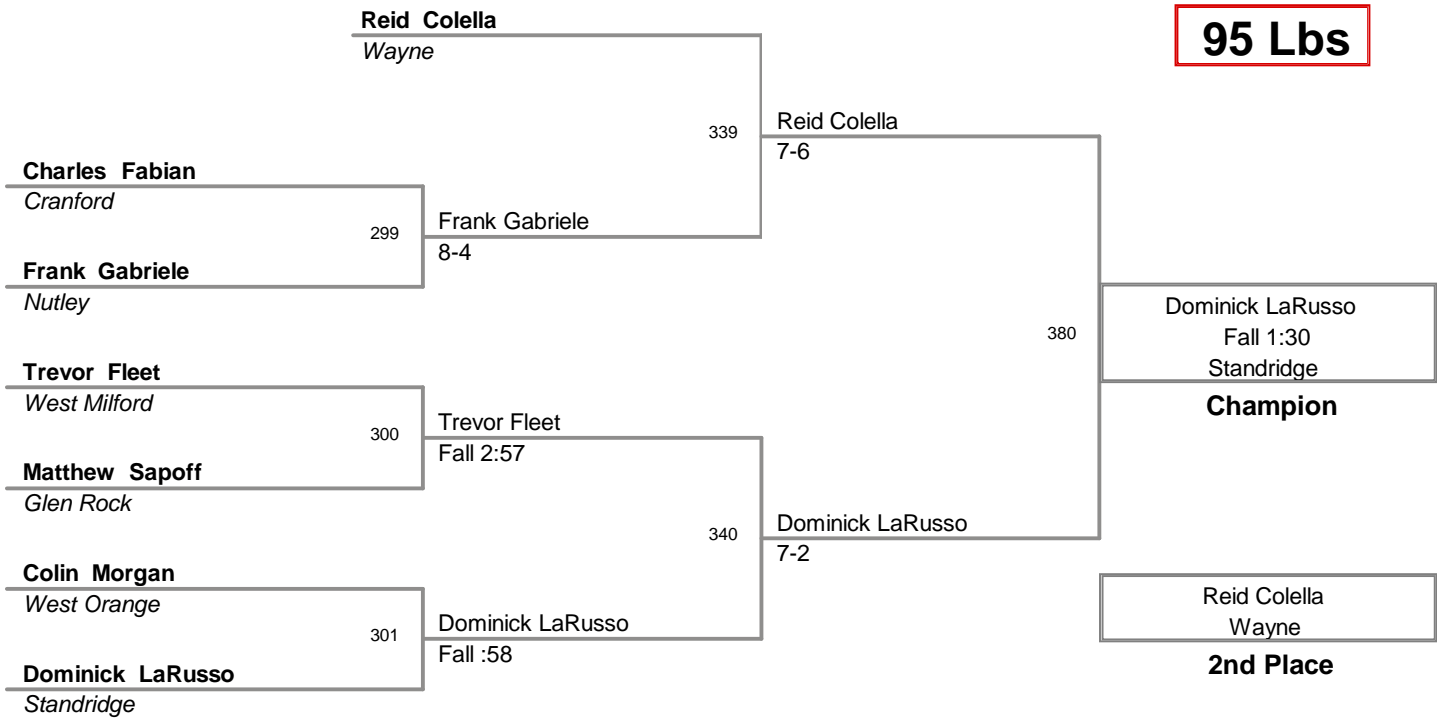 Reid Colella
Wayne
95 Lbs
339
Reid Colella
7-6
Charles Fabian
Cranford
299
Frank Gabriele
8-4
Frank Gabriele
Nutley
380
Dominick LaRusso
Fall 1:30
Standridge
Champion
Trevor Fleet
West Milford
300
Trevor Fleet
Fall 2:57
Matthew Sapoff
Glen Rock
340
Dominick LaRusso
7-2
Colin Morgan
West Orange
301
Dominick LaRusso
Fall :58
Dominick LaRusso
Standridge
Reid Colella
Wayne
2nd Place